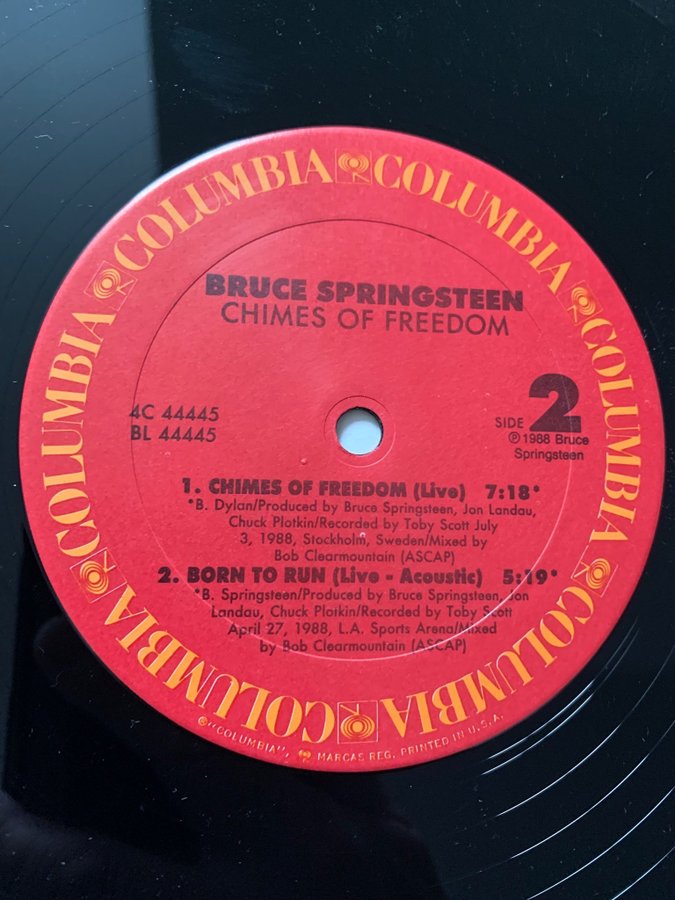 COLUMBIA COLUMBIA COLUMBIA COLUMBIA COLUMBIA COLUMBIA COLUMBIA
BRUCE SPRINGSTEEN
CHIMES OF FREEDOM
4C 44445
BL 44445
SIDE 2
℗1988 Bruce
Springsteen
1. CHIMES OF FREEDOM (Live) 7:18*
*B. Dylan/Produced by Bruce Springsteen, Jon Landau,
Chuck Plotkin/Recorded by Toby Scott July
3, 1988, Stockholm, Sweden/Mixed by
Bob Clearmountain (ASCAP)
2. BORN TO RUN (Live - Acoustic) 5:19*
*B. Springsteen/Produced by Bruce Springsteen, Jon
Landau, Chuck Plotkin/Recorded by Toby Scott
April 27, 1988, L.A. Sports Arena/Mixed
by Bob Clearmountain (ASCAP)
®"COLUMBIA", MARCAS REG. PRINTED IN U.S.A.